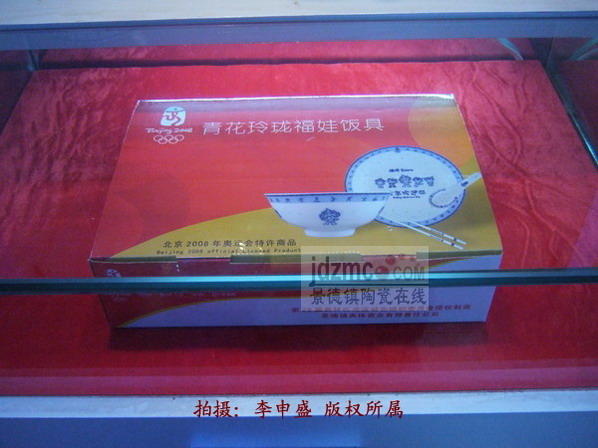 Beijing 2008
青花玲珑福娃饭具
北京2008年奥运会特许商品
Beijing 2008 official Licensed Product
jdzmc.com
景德镇陶瓷在线
拍摄：李申盛 版权所属